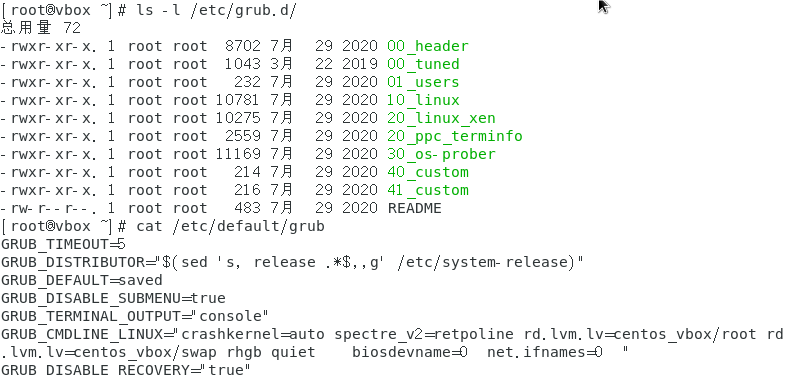 [root@vbox ~]# ls -l /etc/grub.d/
总用量 72
-rwxr-xr-x. 1 root root  8702 7月  29 2020 00_header
-rwxr-xr-x. 1 root root  1043 3月  22 2019 00_tuned
-rwxr-xr-x. 1 root root   232 7月  29 2020 01_users
-rwxr-xr-x. 1 root root 10781 7月  29 2020 10_linux
-rwxr-xr-x. 1 root root 10275 7月  29 2020 20_linux_xen
-rwxr-xr-x. 1 root root  2559 7月  29 2020 20_ppc_terminfo
-rwxr-xr-x. 1 root root 11169 7月  29 2020 30_os-prober
-rwxr-xr-x. 1 root root   214 7月  29 2020 40_custom
-rwxr-xr-x. 1 root root   216 7月  29 2020 41_custom
-rw-r--r--. 1 root root   483 7月  29 2020 README
[root@vbox ~]# cat /etc/default/grub
GRUB_TIMEOUT=5
GRUB_DISTRIBUTOR="$(sed 's, release .*$,,g' /etc/system-release)"
GRUB_DEFAULT=saved
GRUB_DISABLE_SUBMENU=true
GRUB_TERMINAL_OUTPUT="console"
GRUB_CMDLINE_LINUX="crashkernel=auto spectre_v2=retpoline rd.lvm.lv=centos_vbox/root rd
.lvm.lv=centos_vbox/swap rhgb quiet    biosdevname=0  net.ifnames=0  "
GRUB_DISABLE_RECOVERY="true"